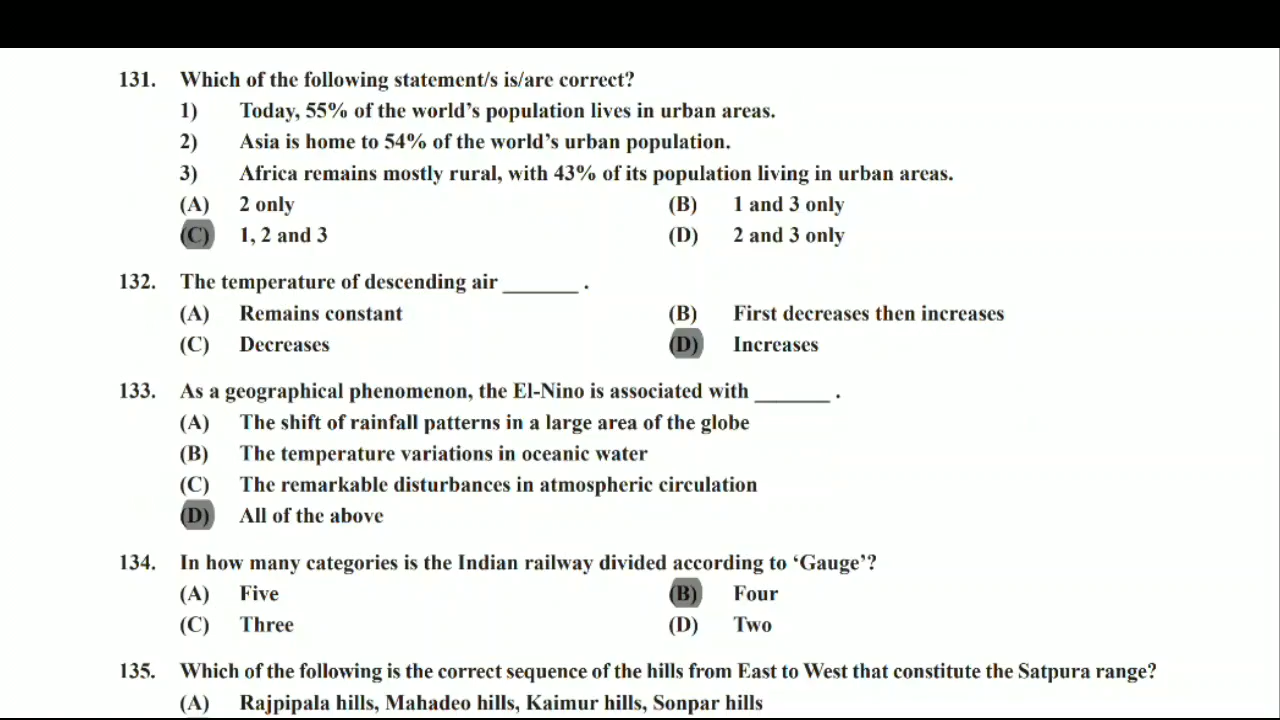 131. Which of the following statement/s is/are correct?
1) Today, 55% of the world's population lives in urban areas.
2) Asia is home to 54% of the world's urban population.
3) Africa remains mostly rural, with 43% of its population living in urban areas.
(A) 2 only (B) 1 and 3 only
(C) 1, 2 and 3 (D) 2 and 3 only
132. The temperature of descending air _______ .
(A) Remains constant (B) First decreases then increases
(C) Decreases (D) Increases
133. As a geographical phenomenon, the El-Nino is associated with _______ .
(A) The shift of rainfall patterns in a large area of the globe
(B) The temperature variations in oceanic water
(C) The remarkable disturbances in atmospheric circulation
(D) All of the above
134. In how many categories is the Indian railway divided according to ‘Gauge’?
(A) Five (B) Four
(C) Three (D) Two
135. Which of the following is the correct sequence of the hills from East to West that constitute the Satpura range?
(A) Rajpipala hills, Mahadeo hills, Kaimur hills, Sonpar hills